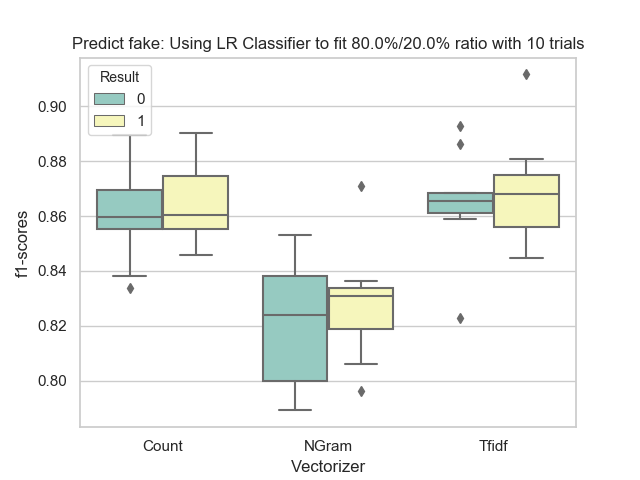 Predict fake: Using LR Classifier to fit 80.0%/20.0% ratio with 10 trials
Result
0
1
0.90
0.88
0.86
0.84
0.82
0.80
f1-scores
Count
NGram
Tfidf
Vectorizer